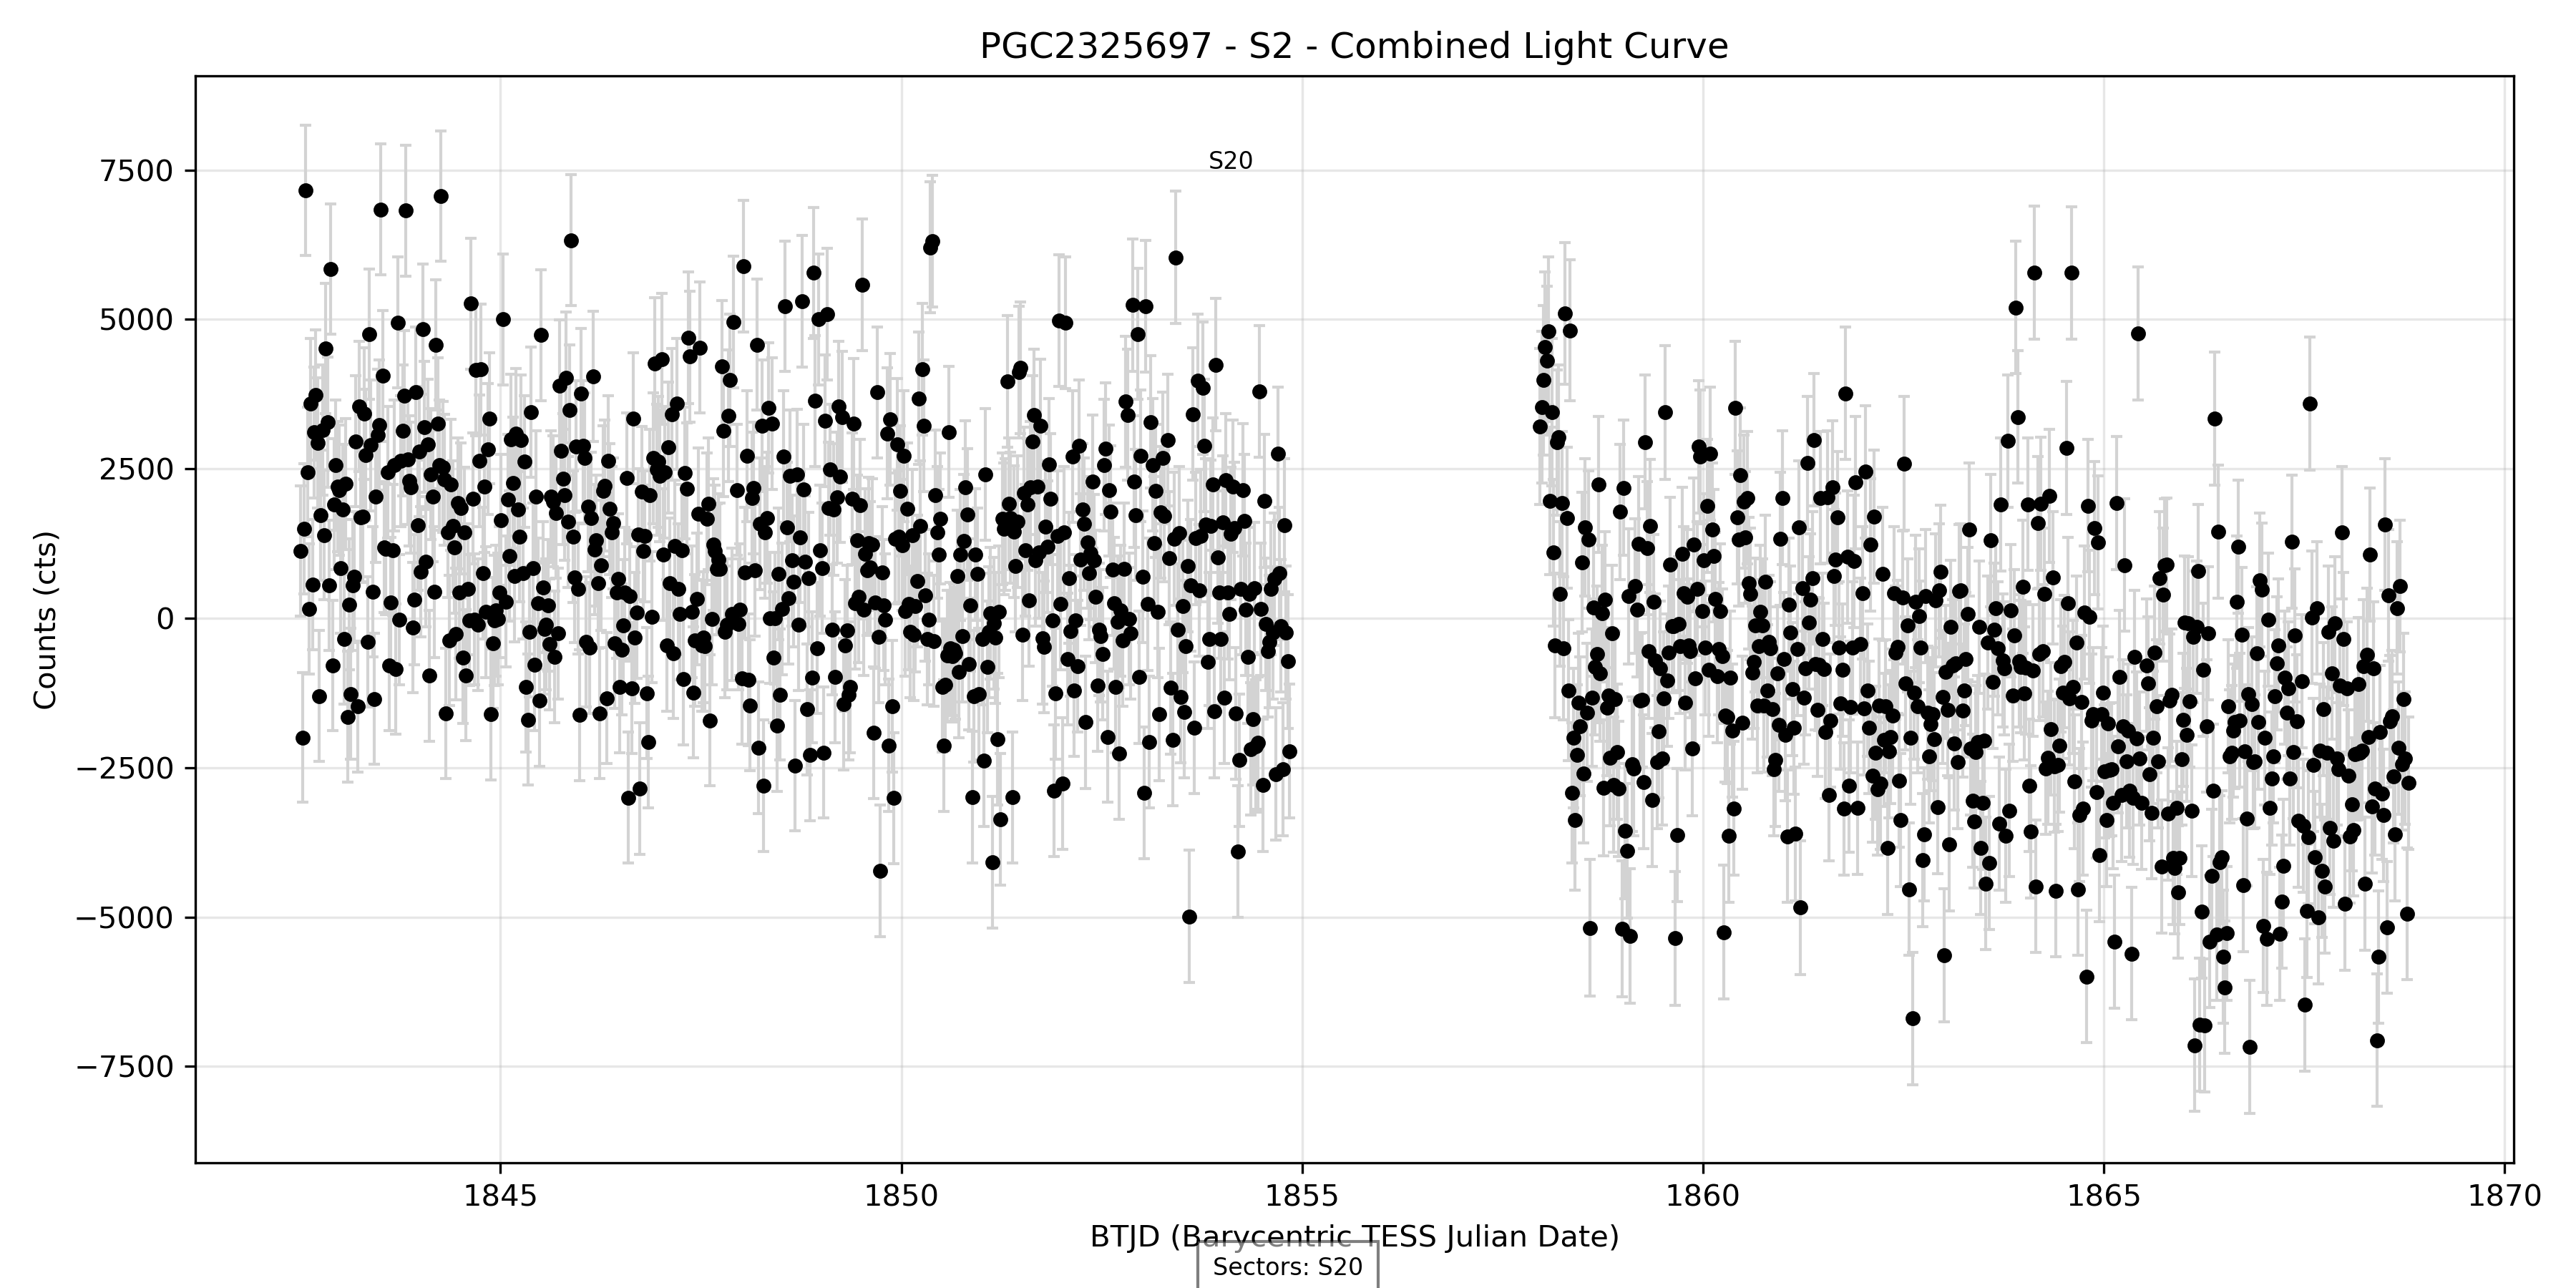 PGC2325697 - S2 - Combined Light Curve
S20
7500
5000
2500
0
−2500
−5000
−7500
Counts (cts)
1845
1850
1855
1860
1865
1870
BTJD (Barycentric TESS Julian Date)
Sectors: S20